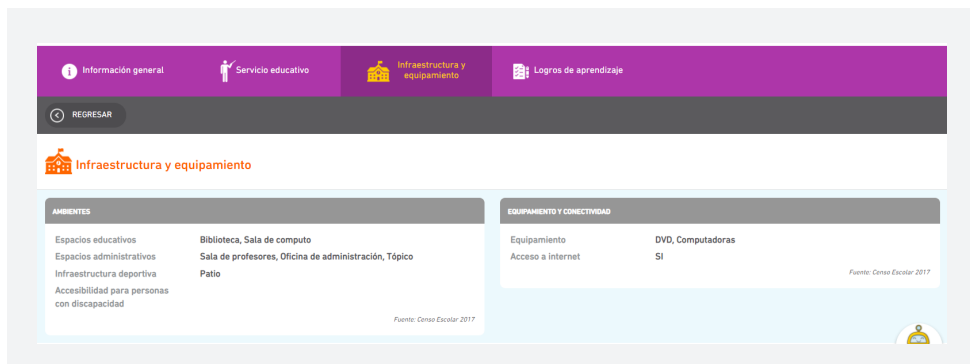 Información general
Servicio educativo
Infraestructura y
equipamiento
Logros de aprendizaje
REGRESAR
Infraestructura y equipamiento
AMBIENTES
Espacios educativos Biblioteca, Sala de computo
Espacios administrativos Sala de profesores, Oficina de administración, Tópico
Infraestructura deportiva Patio
Accesibilidad para personas
con discapacidad
Fuente: Censo Escolar 2017
EQUIPAMIENTO Y CONECTIVIDAD
Equipamiento DVD, Computadoras
Acceso a internet SI
Fuente: Censo Escolar 2017